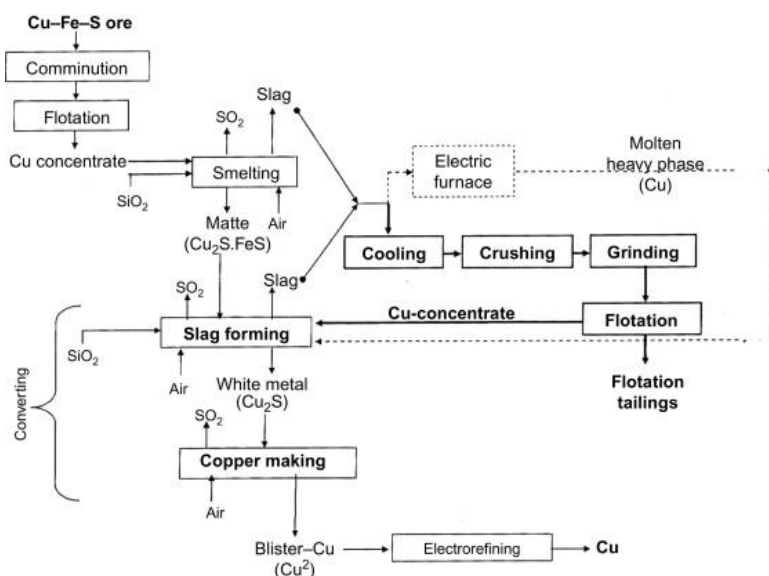 Cu–Fe–S ore
Comminution
Flotation
Cu concentrate
SiO₂
SO₂
Slag
Smelting
Air
Matte
(Cu₂S.FeS)
Electric
furnace
Molten
heavy phase
(Cu)
Cooling
Crushing
Grinding
Flotation
Cu-concentrate
Flotation
tailings
Converting
SO₂
Slag
Slag forming
SiO₂
Air
White metal
(Cu₂S)
SO₂
Copper making
Air
Blister–Cu
(Cu²)
Electrorefining
Cu